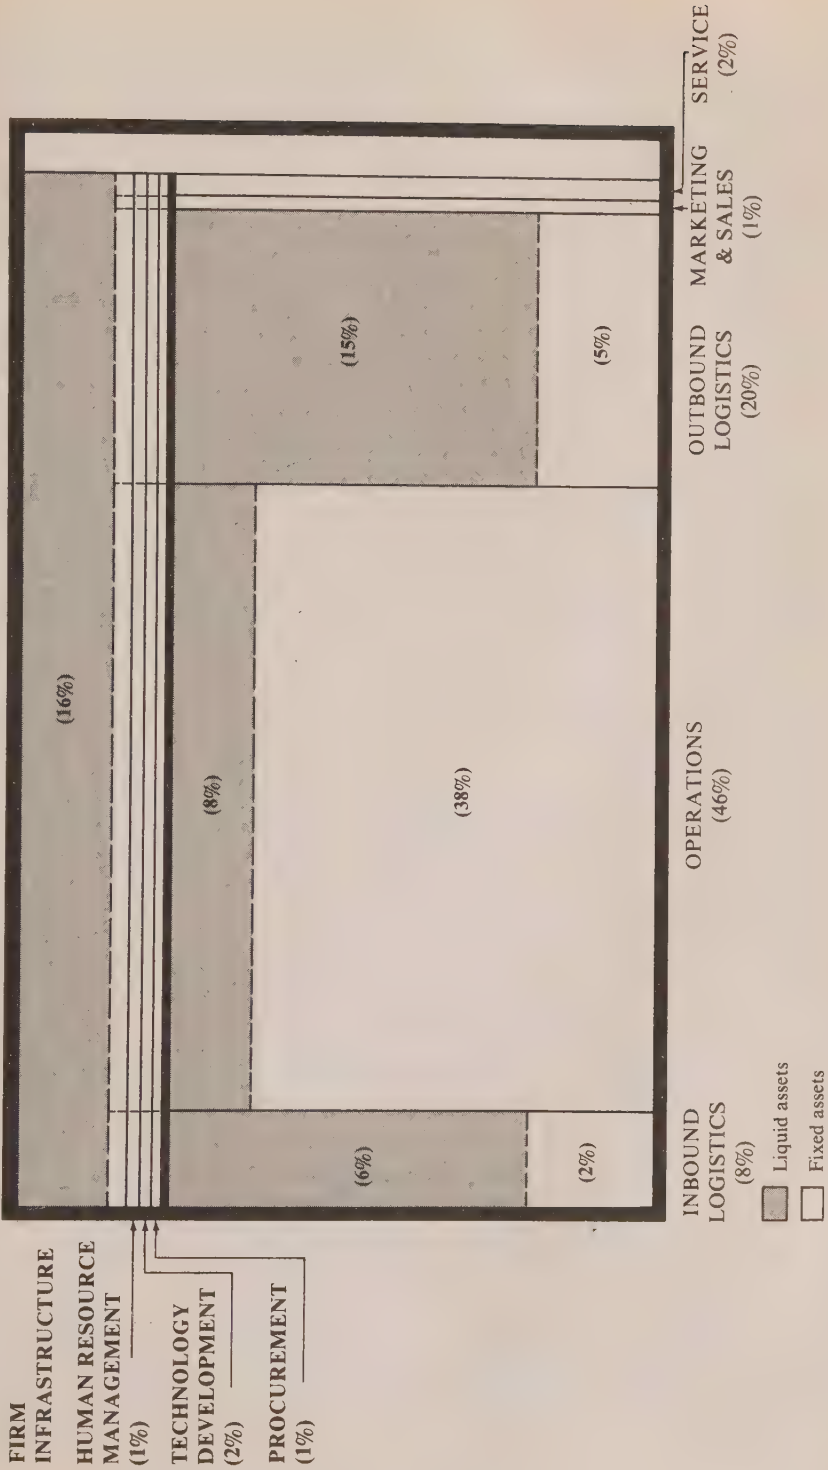 FIRM
INFRASTRUCTURE
HUMAN RESOURCE
MANAGEMENT
(1%)
TECHNOLOGY
DEVELOPMENT
(2%)
PROCUREMENT
(1%)
(16%)
(6%)
(2%)
(8%)
(38%)
(15%)
(5%)
INBOUND
LOGISTICS
(8%)
OPERATIONS
(46%)
OUTBOUND
LOGISTICS
(20%)
MARKETING
& SALES
(1%)
SERVICE
(2%)
Liquid assets
Fixed assets